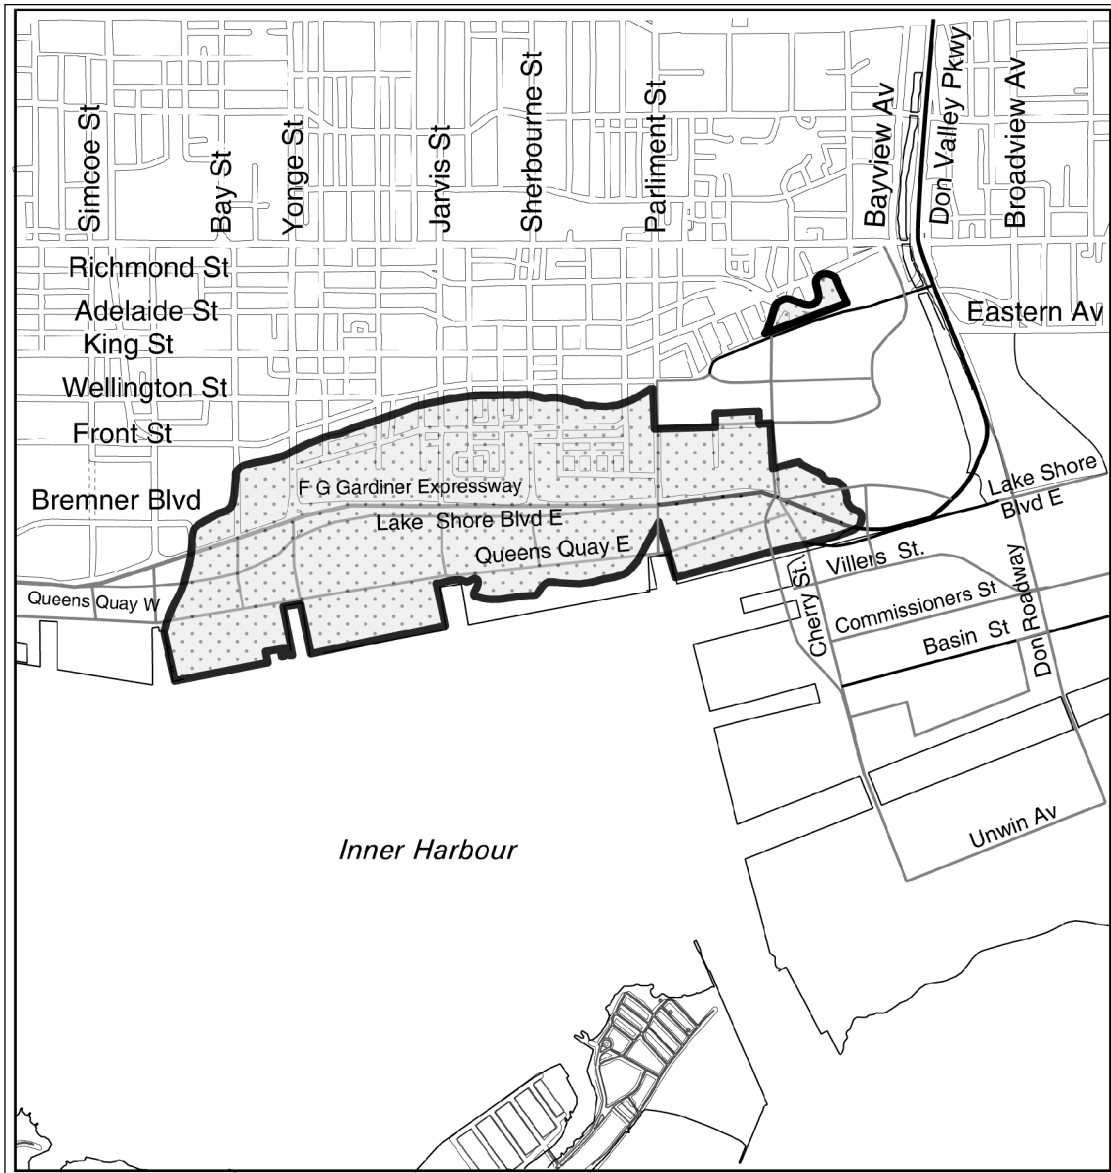 Simcoe St
Bay St
Yonge St
Jarvis St
Sherbourne St
Parliment St
Bayview Av
Don Valley Pkwy
Broadview Av
Richmond St
Adelaide St
King St
Wellington St
Front St
Bremner Blvd
Eastern Av
F G Gardiner Expressway
Lake Shore Blvd E
Queens Quay E
Queens Quay W
Lake Shore
Blvd E
Villers St.
Cherry St.
Commissioners St
Basin St
Don Roadway
Unwin Av
Inner Harbour